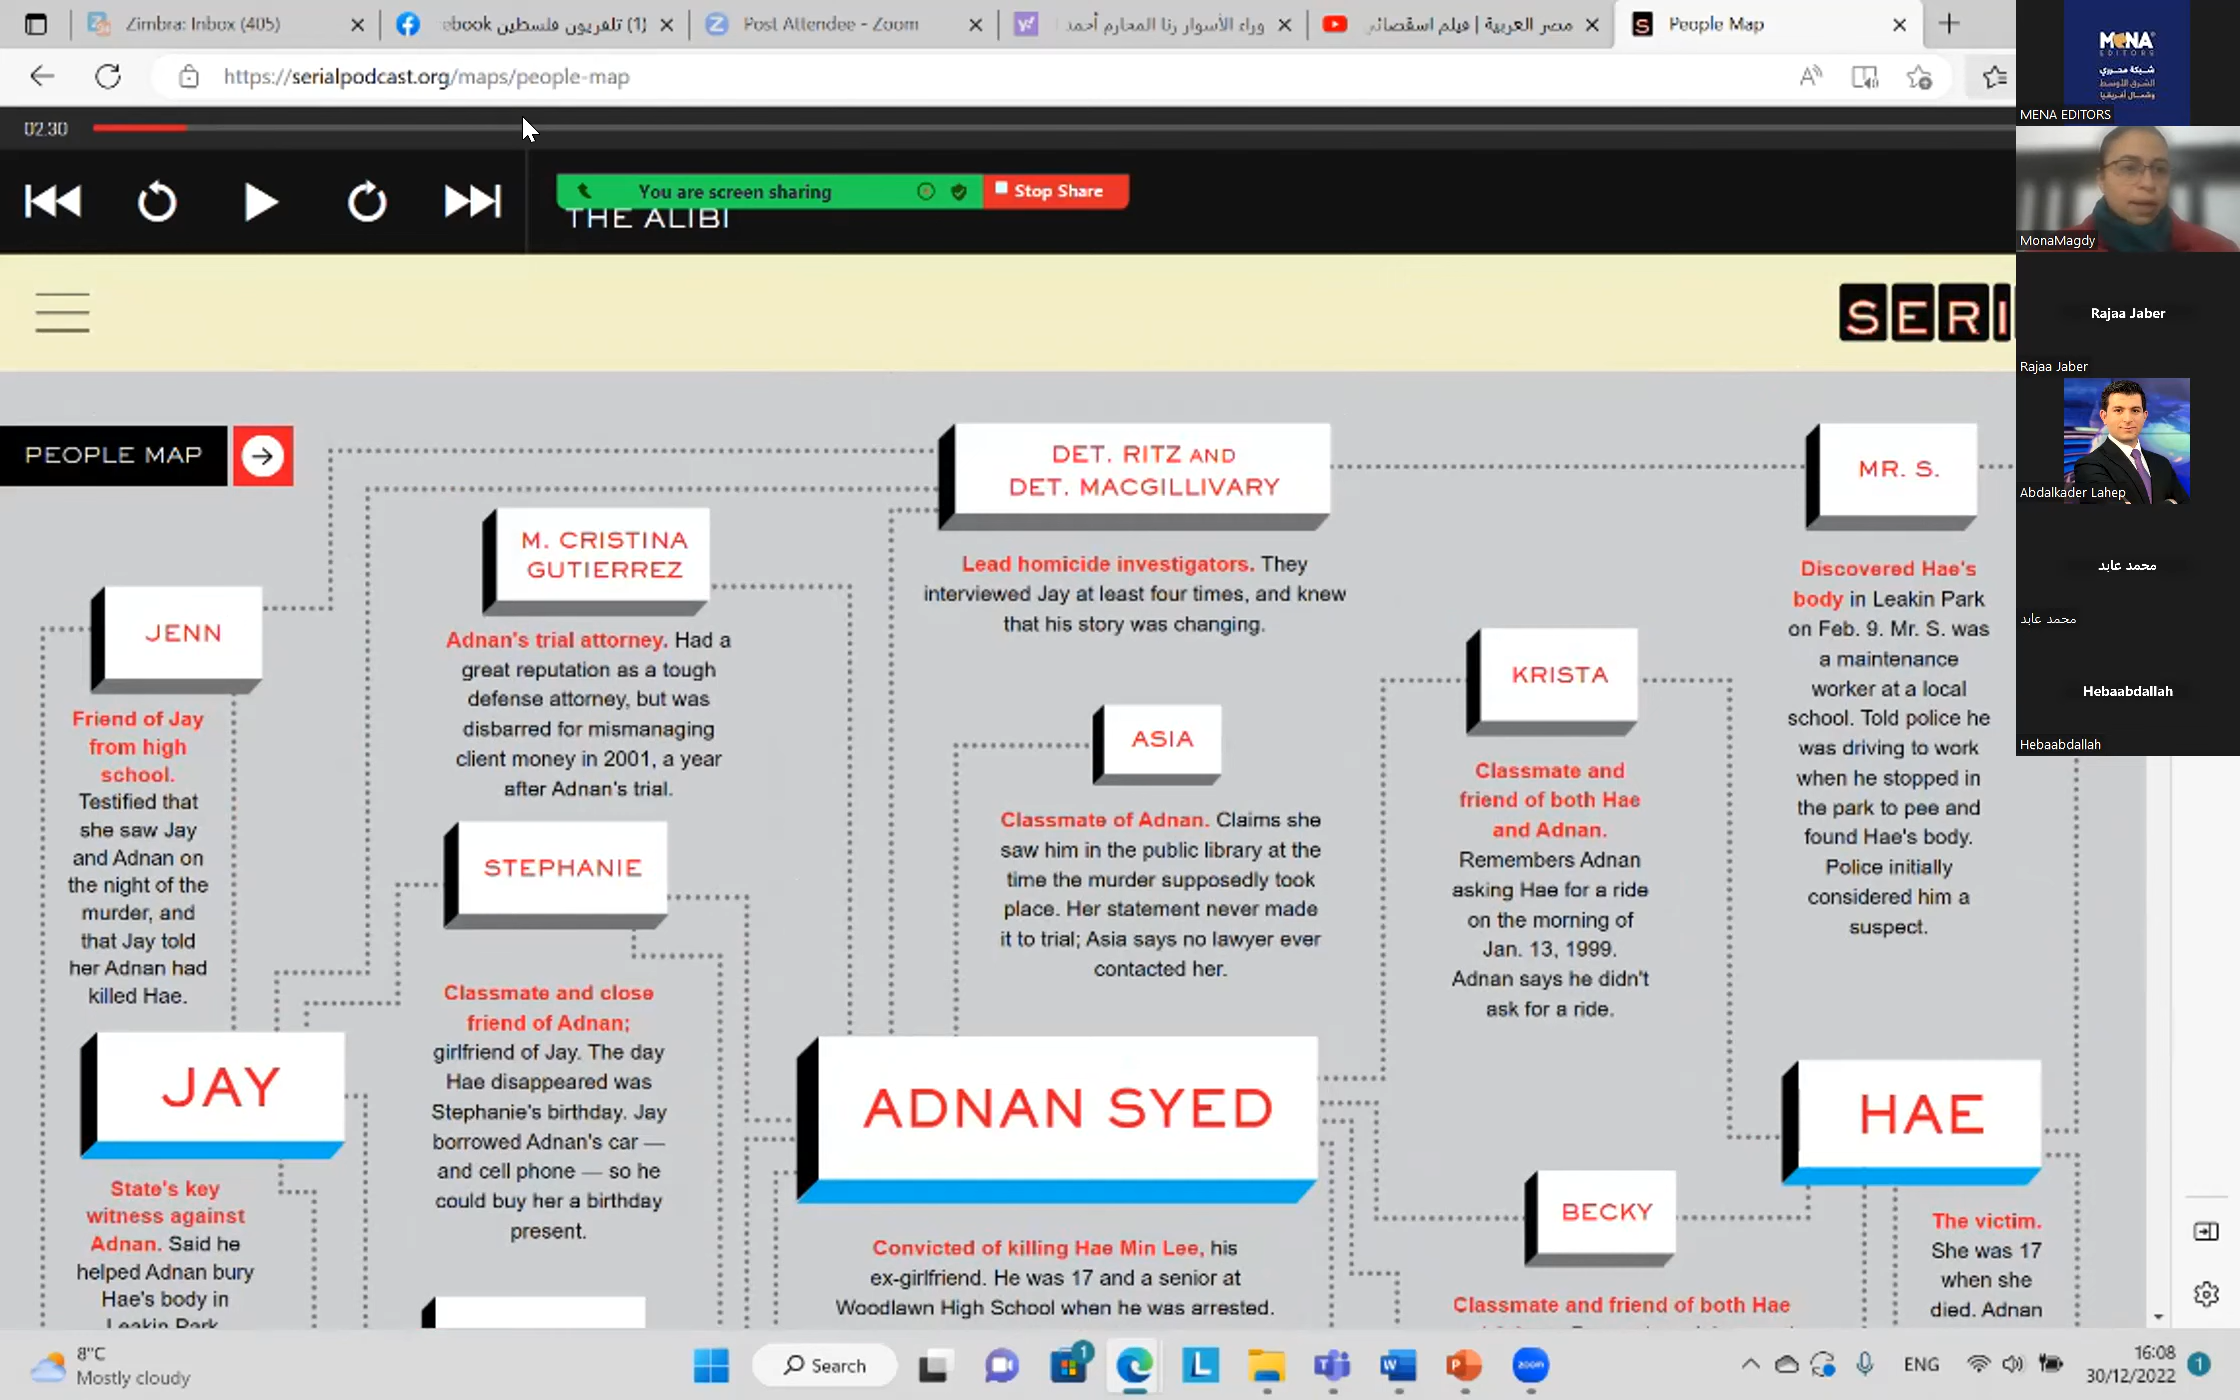 Zimbra: Inbox (405)
(1) تلفزيون فلسطين ebook
Post Attendee - Zoom
وراء الأسوار رنا المحارم أحمد
مصر العربية | فيلم اسقصائي
People Map
https://serialpodcast.org/maps/people-map
02:30
You are screen sharing
Stop Share
THE ALIBI
SERI
PEOPLE MAP
DET. RITZ AND
DET. MACGILLIVARY
Lead homicide investigators. They
interviewed Jay at least four times, and knew
that his story was changing.
MR. S.
Discovered Hae's
body in Leakin Park
on Feb. 9. Mr. S. was
a maintenance
worker at a local
school. Told police he
was driving to work
when he stopped in
the park to pee and
found Hae's body.
Police initially
considered him a
suspect.
M. CRISTINA
GUTIERREZ
Adnan's trial attorney. Had a
great reputation as a tough
defense attorney, but was
disbarred for mismanaging
client money in 2001, a year
after Adnan's trial.
JENN
Friend of Jay
from high
school.
Testified that
she saw Jay
and Adnan on
the night of the
murder, and
that Jay told
her Adnan had
killed Hae.
KRISTA
Classmate and
friend of both Hae
and Adnan.
Remembers Adnan
asking Hae for a ride
on the morning of
Jan. 13, 1999.
Adnan says he didn't
ask for a ride.
ASIA
Classmate of Adnan. Claims she
saw him in the public library at the
time the murder supposedly took
place. Her statement never made
it to trial; Asia says no lawyer ever
contacted her.
STEPHANIE
Classmate and close
friend of Adnan;
girlfriend of Jay. The day
Hae disappeared was
Stephanie's birthday. Jay
borrowed Adnan's car —
and cell phone — so he
could buy her a birthday
present.
JAY
State's key
witness against
Adnan. Said he
helped Adnan bury
Hae's body in
Leakin Park
ADNAN SYED
Convicted of killing Hae Min Lee, his
ex-girlfriend. He was 17 and a senior at
Woodlawn High School when he was arrested.
HAE
The victim.
She was 17
when she
died. Adnan
BECKY
Classmate and friend of both Hae
MENA
EDITORS
شبكة محرري
الشرق الأوسط
وشمال أفريقيا
MENA EDITORS
MonaMagdy
Rajaa Jaber
Rajaa Jaber
Abdalkader Lahep
محمد عابد
محمد عابد
Hebaabdallah
Hebaabdallah
8°C
Mostly cloudy
Search
1
zoom
ENG
16:08
30/12/2022
1